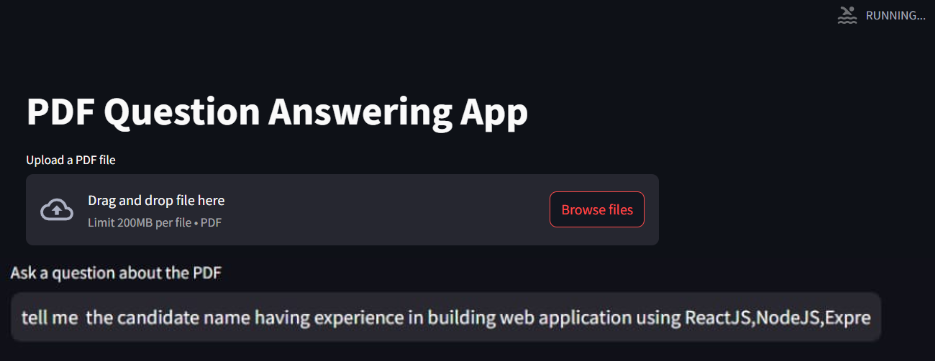 RUNNING...
PDF Question Answering App
Upload a PDF file
Drag and drop file here
Limit 200MB per file • PDF
Browse files
Ask a question about the PDF
tell me  the candidate name having experience in building web application using ReactJS,NodeJS,Expre